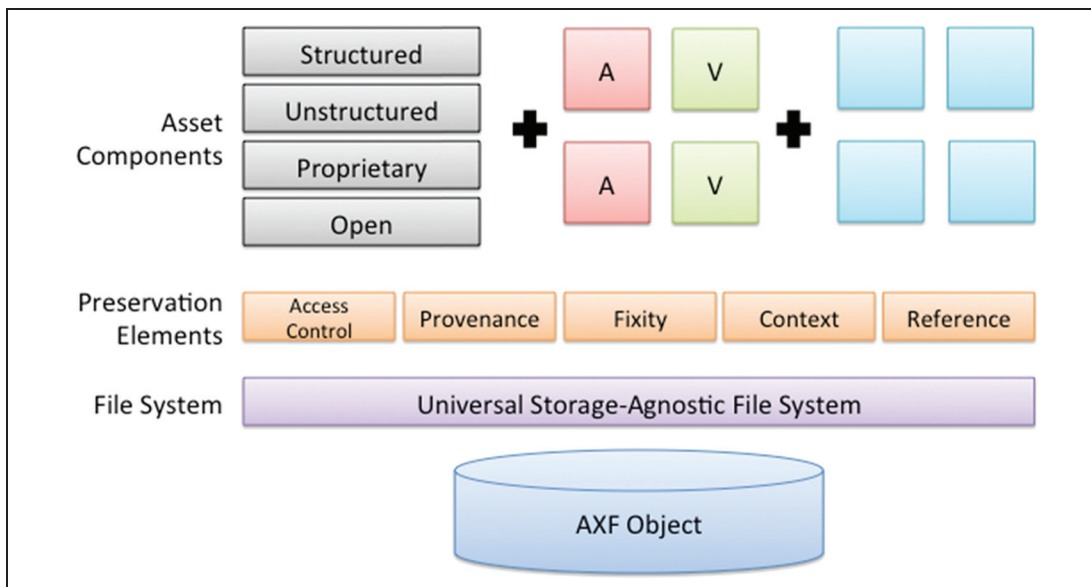 Asset
Components
Structured
Unstructured
Proprietary
Open
A
V
A
V
Preservation
Elements
Access
Control
Provenance
Fixity
Context
Reference
File System
Universal Storage-Agnostic File System
AXF Object